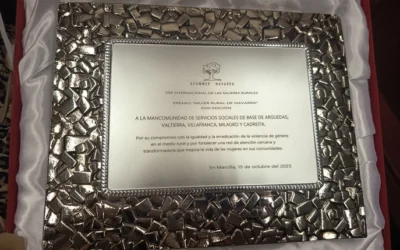 AFAMMER NAVARRA
DÍA INTERNACIONAL DE LAS MUJERES RURALES
PREMIO "MUJER RURAL DE NAVARRA"
A LA MANCOMUNIDAD DE SERVICIOS SOCIALES DE BASE DE ARGUEDAS,
VALTIERRA, VILLAFRANCA, MILAGRO Y CADREITA,
Por su compromiso con la igualdad y la erradicación de la violencia de género
en el medio rural y por fortalecer una red de atención cercana y
transformadora que mejora la vida de las mujeres en sus comunidades.
En Marcilla, 15 de octubre del 2025